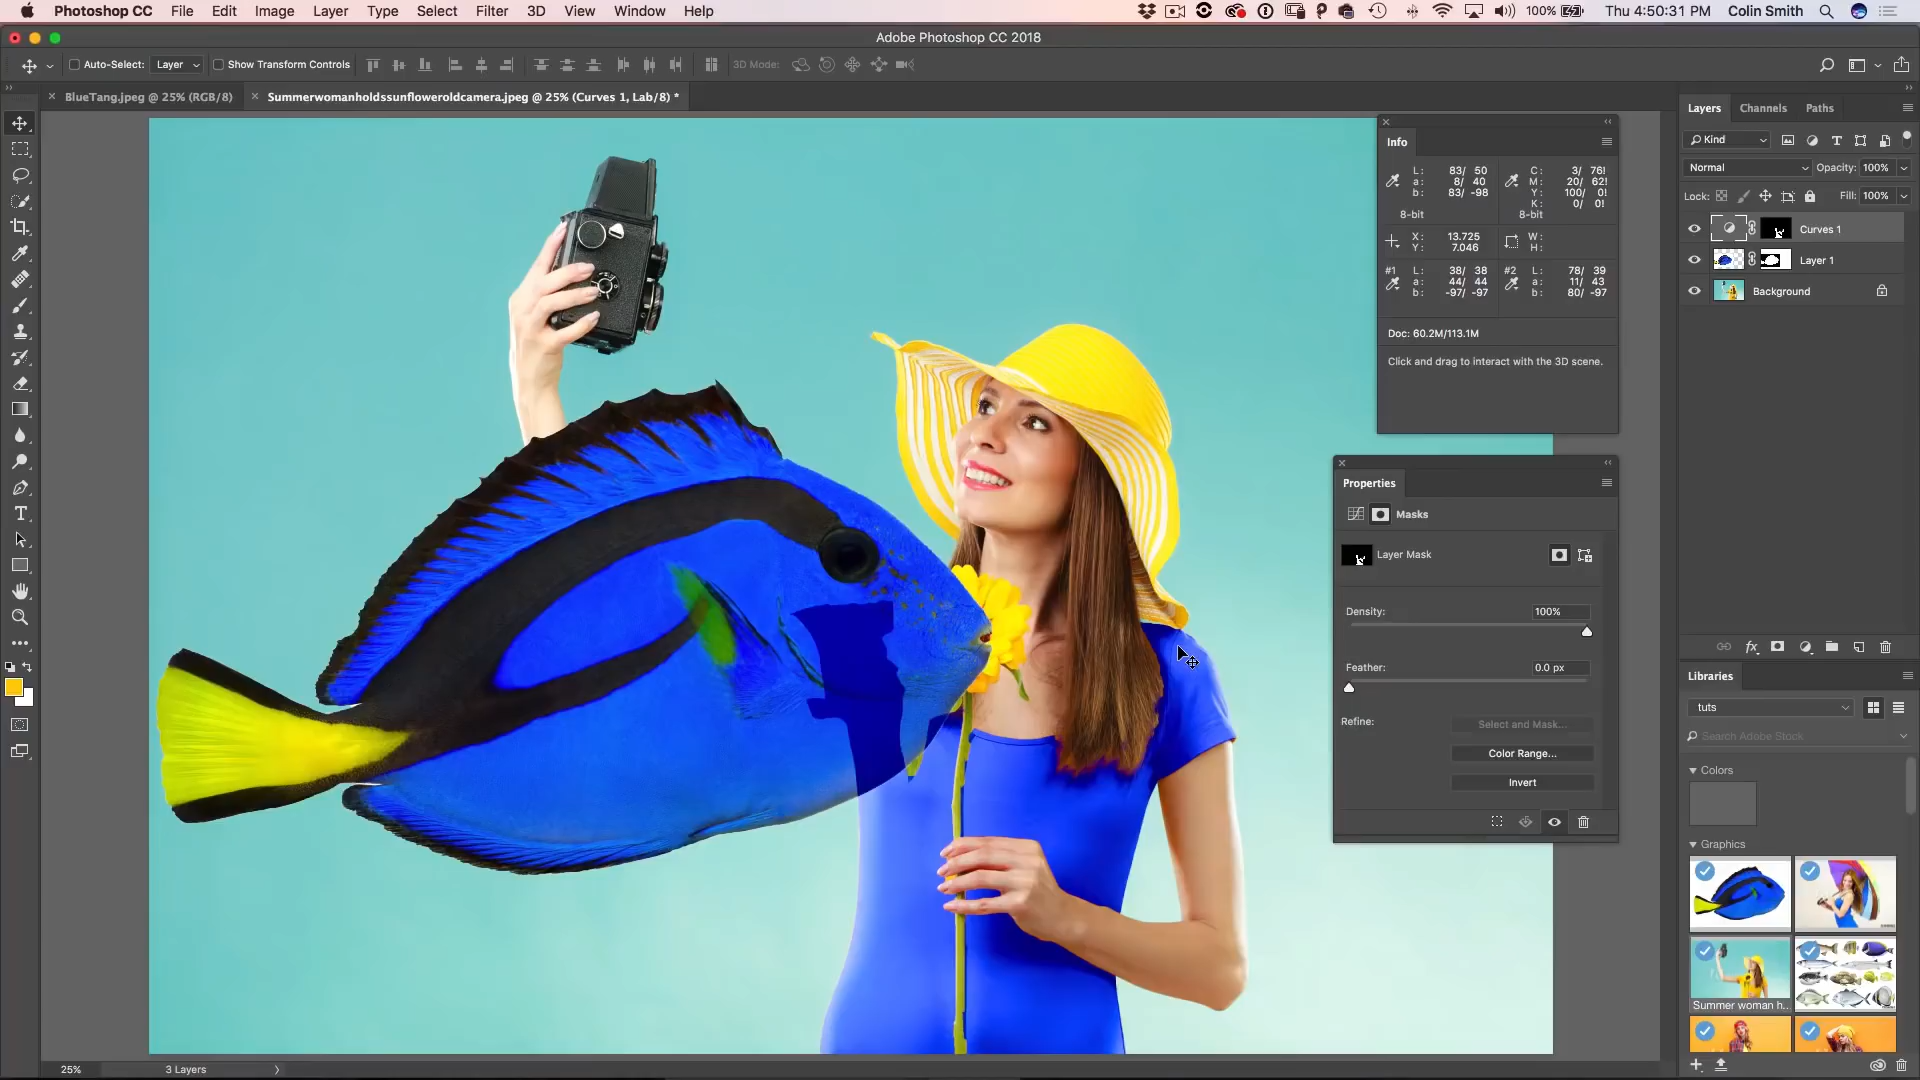 Photoshop CC File Edit Image Layer Type Select Filter 3D View Window Help 100% Thu 4:50:31 PM Colin Smith
Adobe Photoshop CC 2018
Auto-Select: Layer Show Transform Controls 3D Mode:
BlueTang.jpeg @ 25% (RGB/8) Summerwomanholdssunfloweroldcamera.jpeg @ 25% (Curves 1, Lab/8) *
Info
L: 83/ 50 C: 3/ 76!
a: 8/ 40 M: 20/ 62!
b: 83/ -98 Y: 100/ 0!
K: 0/ 0!
8-bit 8-bit
X: 13.725 W:
Y: 7.046 H:
#1 L: 38/ 38 #2 L: 78/ 39
a: 44/ 44 a: 11/ 43
b: -97/ -97 b: 80/ -97
Doc: 60.2M/113.1M
Click and drag to interact with the 3D scene.
Properties
Masks
Layer Mask
Density: 100%
Feather: 0.0 px
Refine: Select and Mask...
Color Range...
Invert
Layers Channels Paths
Kind
Normal Opacity: 100%
Lock: Fill: 100%
Curves 1
Layer 1
Background
fx
Libraries
tuts
Search Adobe Stock
Colors
Graphics
Summer woman h..
25% 3 Layers